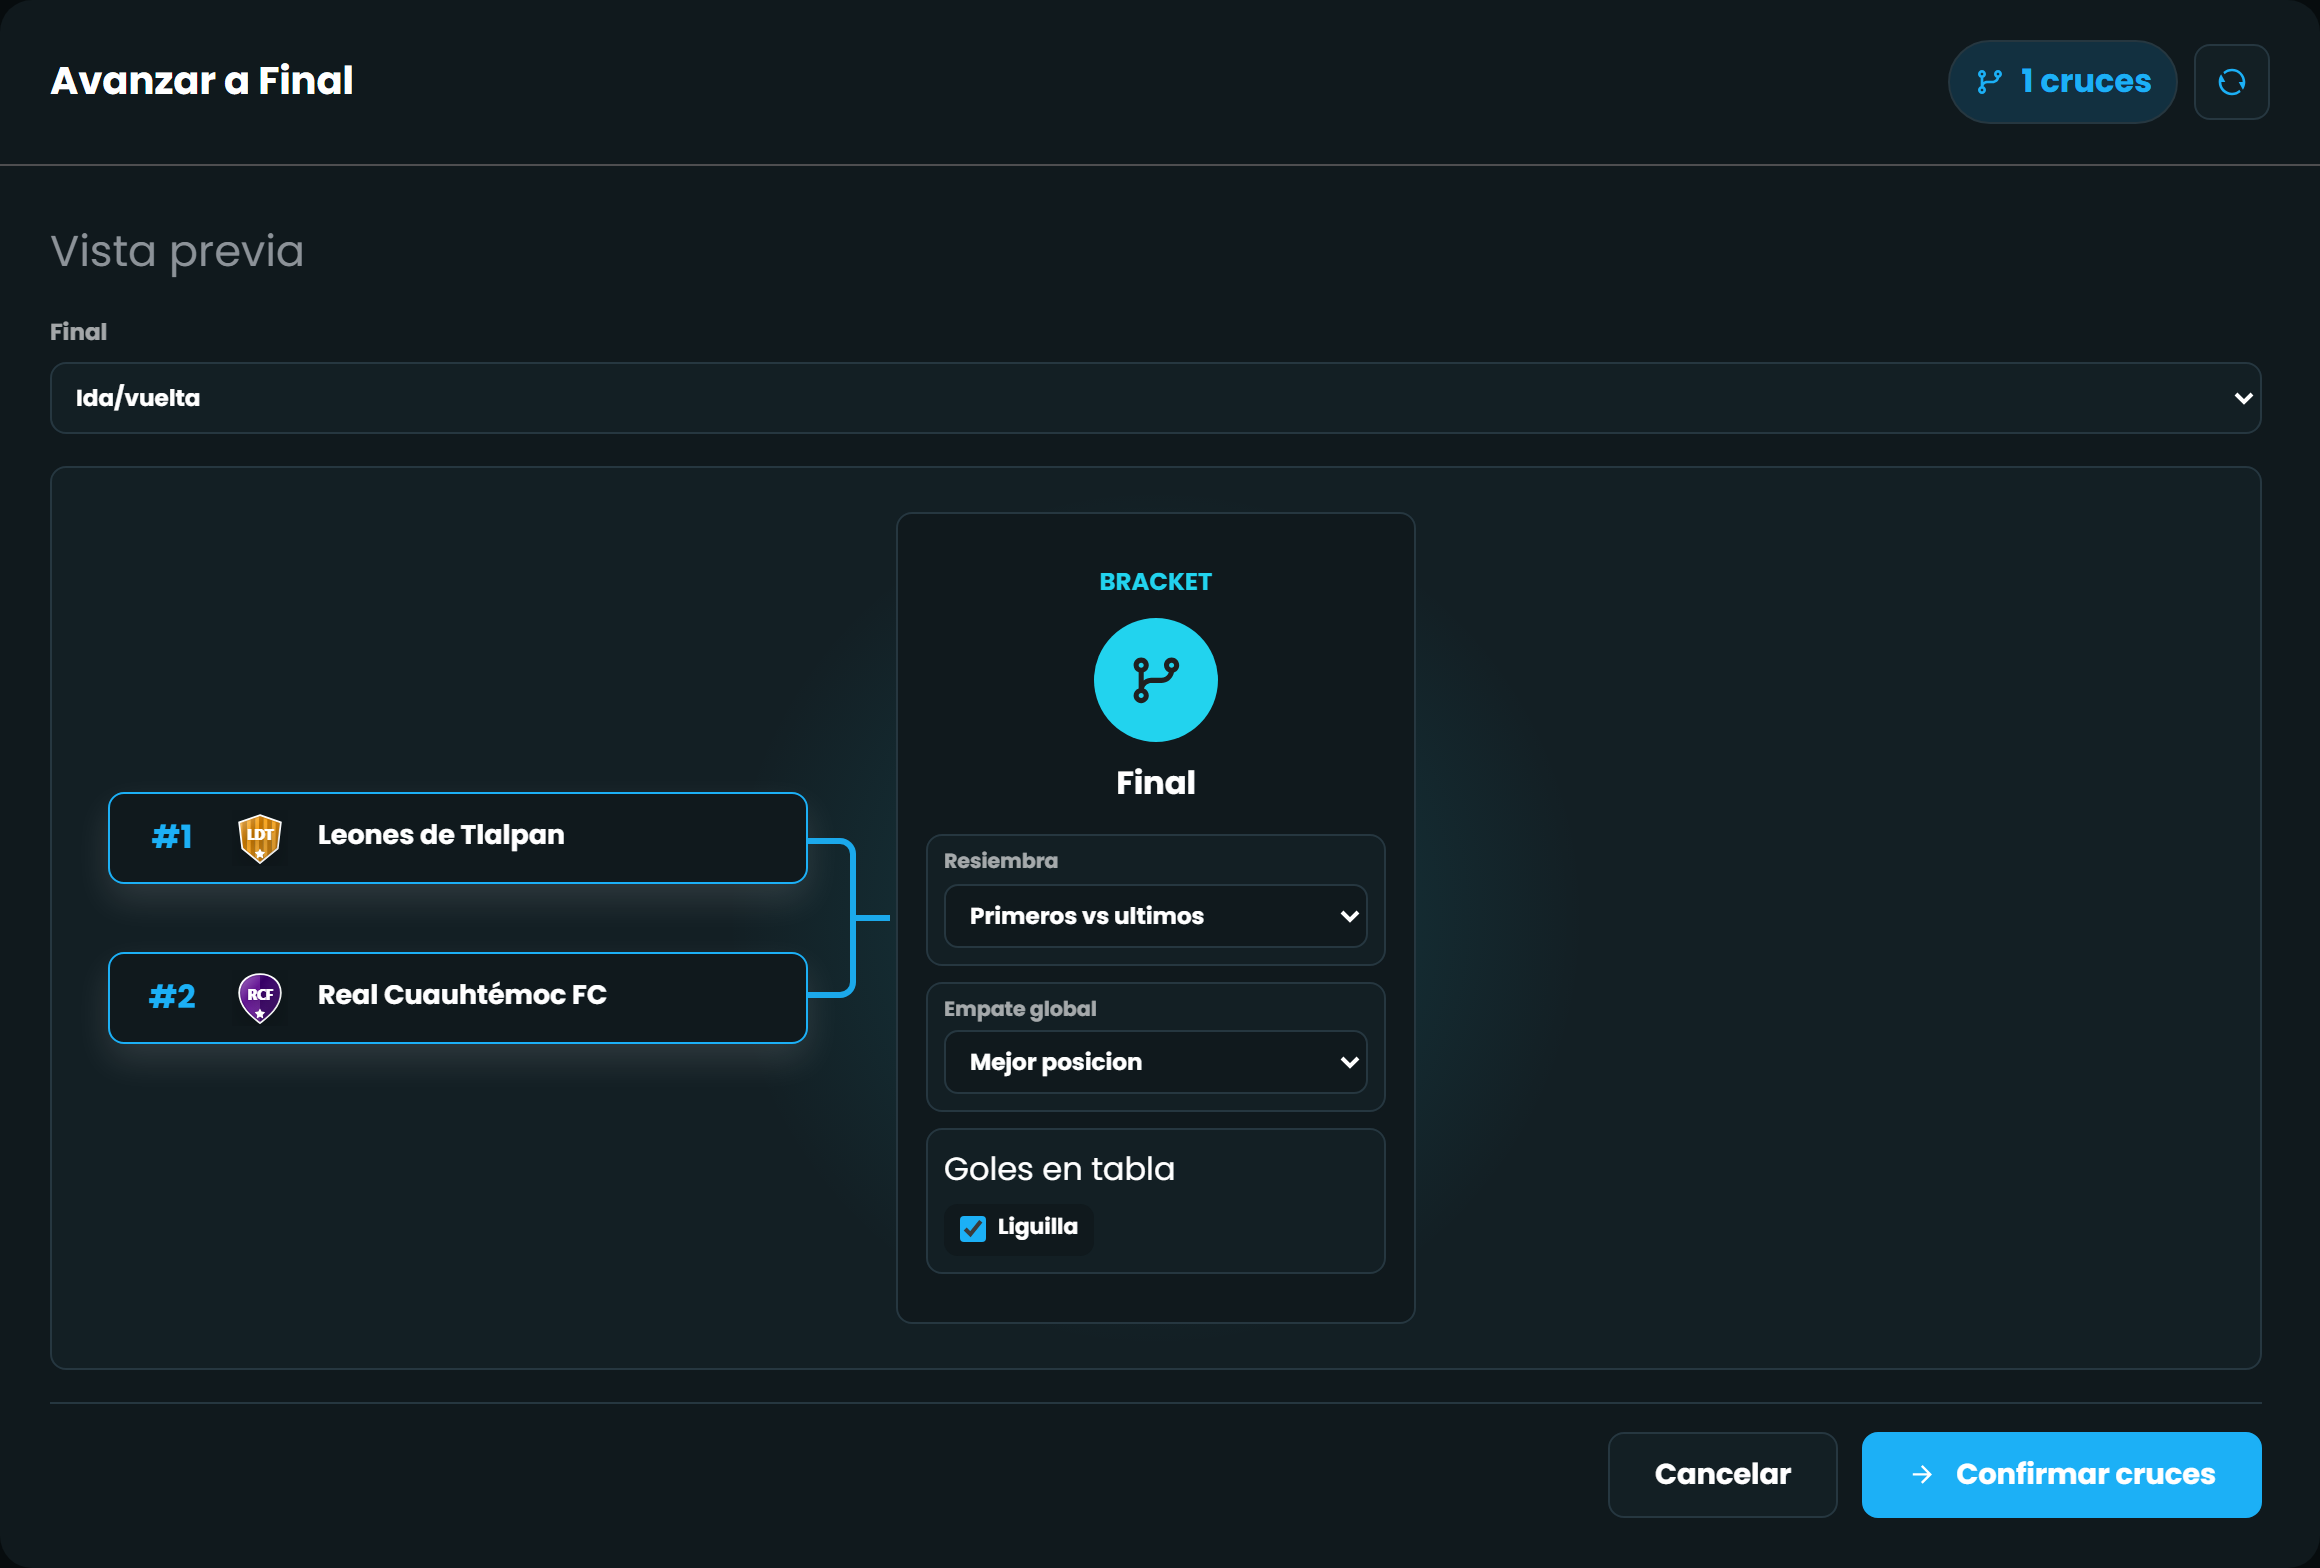 Avanzar a Final
1 cruces
Vista previa
Final
Ida/vuelta
BRACKET
Final
#1 LDT Leones de Tlalpan
#2 RCF Real Cuauhtémoc FC
Resiembra
Primeros vs ultimos
Empate global
Mejor posicion
Goles en tabla
Liguilla
Cancelar
Confirmar cruces